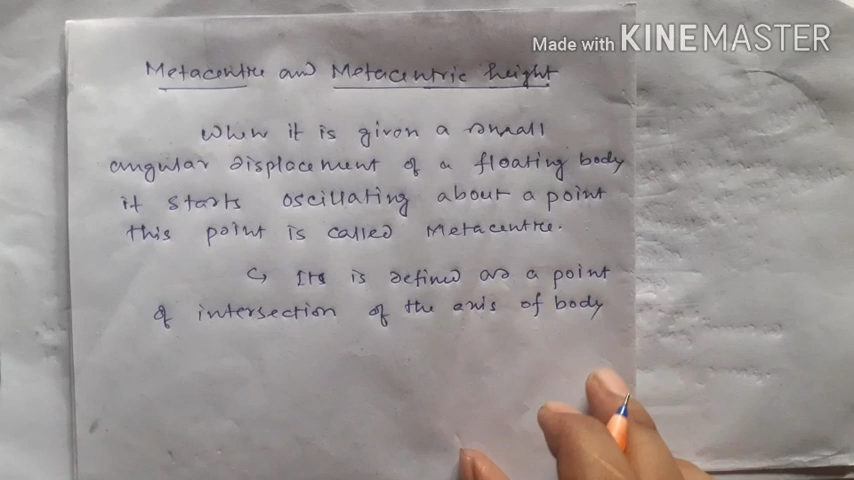 Made with KINEMASTER
Metacentre and Metacentric height
When it is given a small
angular displacement of a floating body
it starts oscillating about a point
this point is called Metacentre.
↳ Its is defined as a point
of intersection of the axis of body